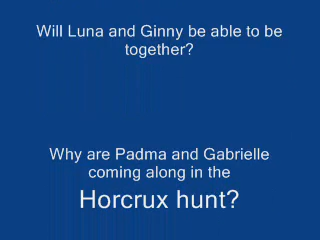 Will Luna and Ginny be able to be
together?
Why are Padma and Gabrielle
coming along in the
Horcrux hunt?